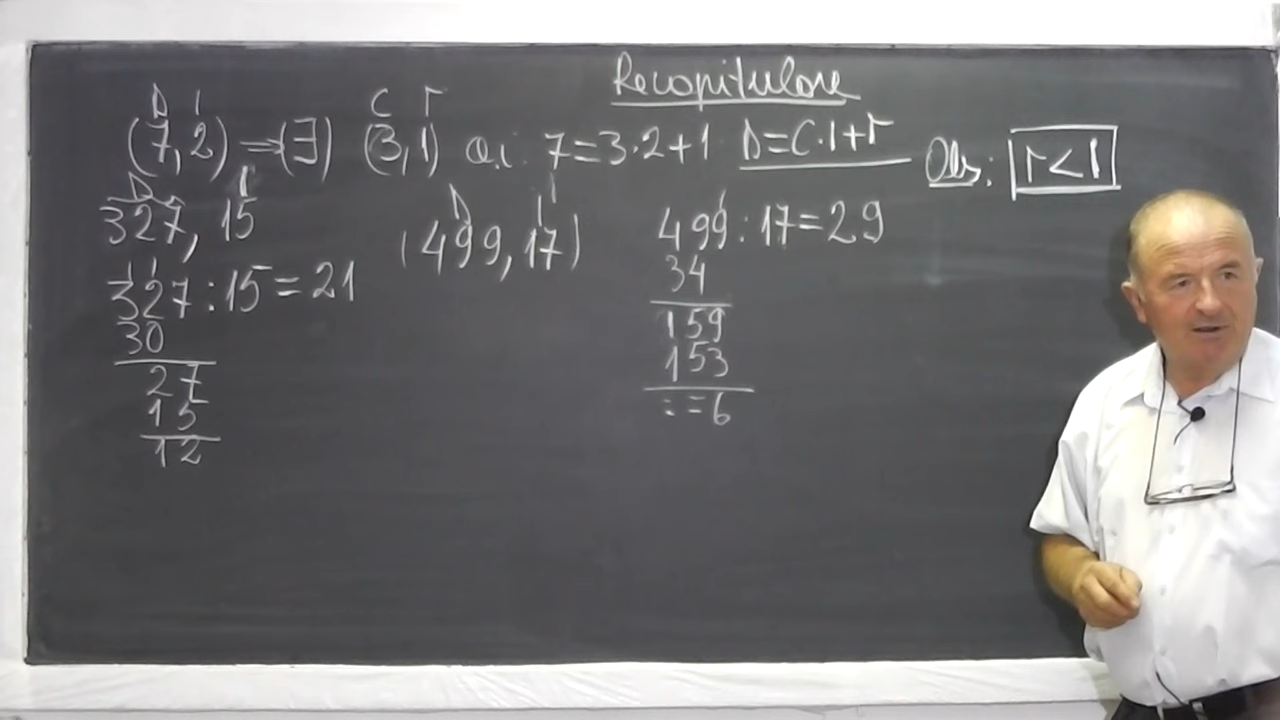 Recapitulare
D Î C r
(7,2) ⇒ (∃) (3,1) a.î. 7=3·2+1 D=C·Î+r Obs: r<Î
D Î
327, 15
D Î
(499, 17)
499:17=29
34
159
153
==6
327:15=21
30
27
15
12